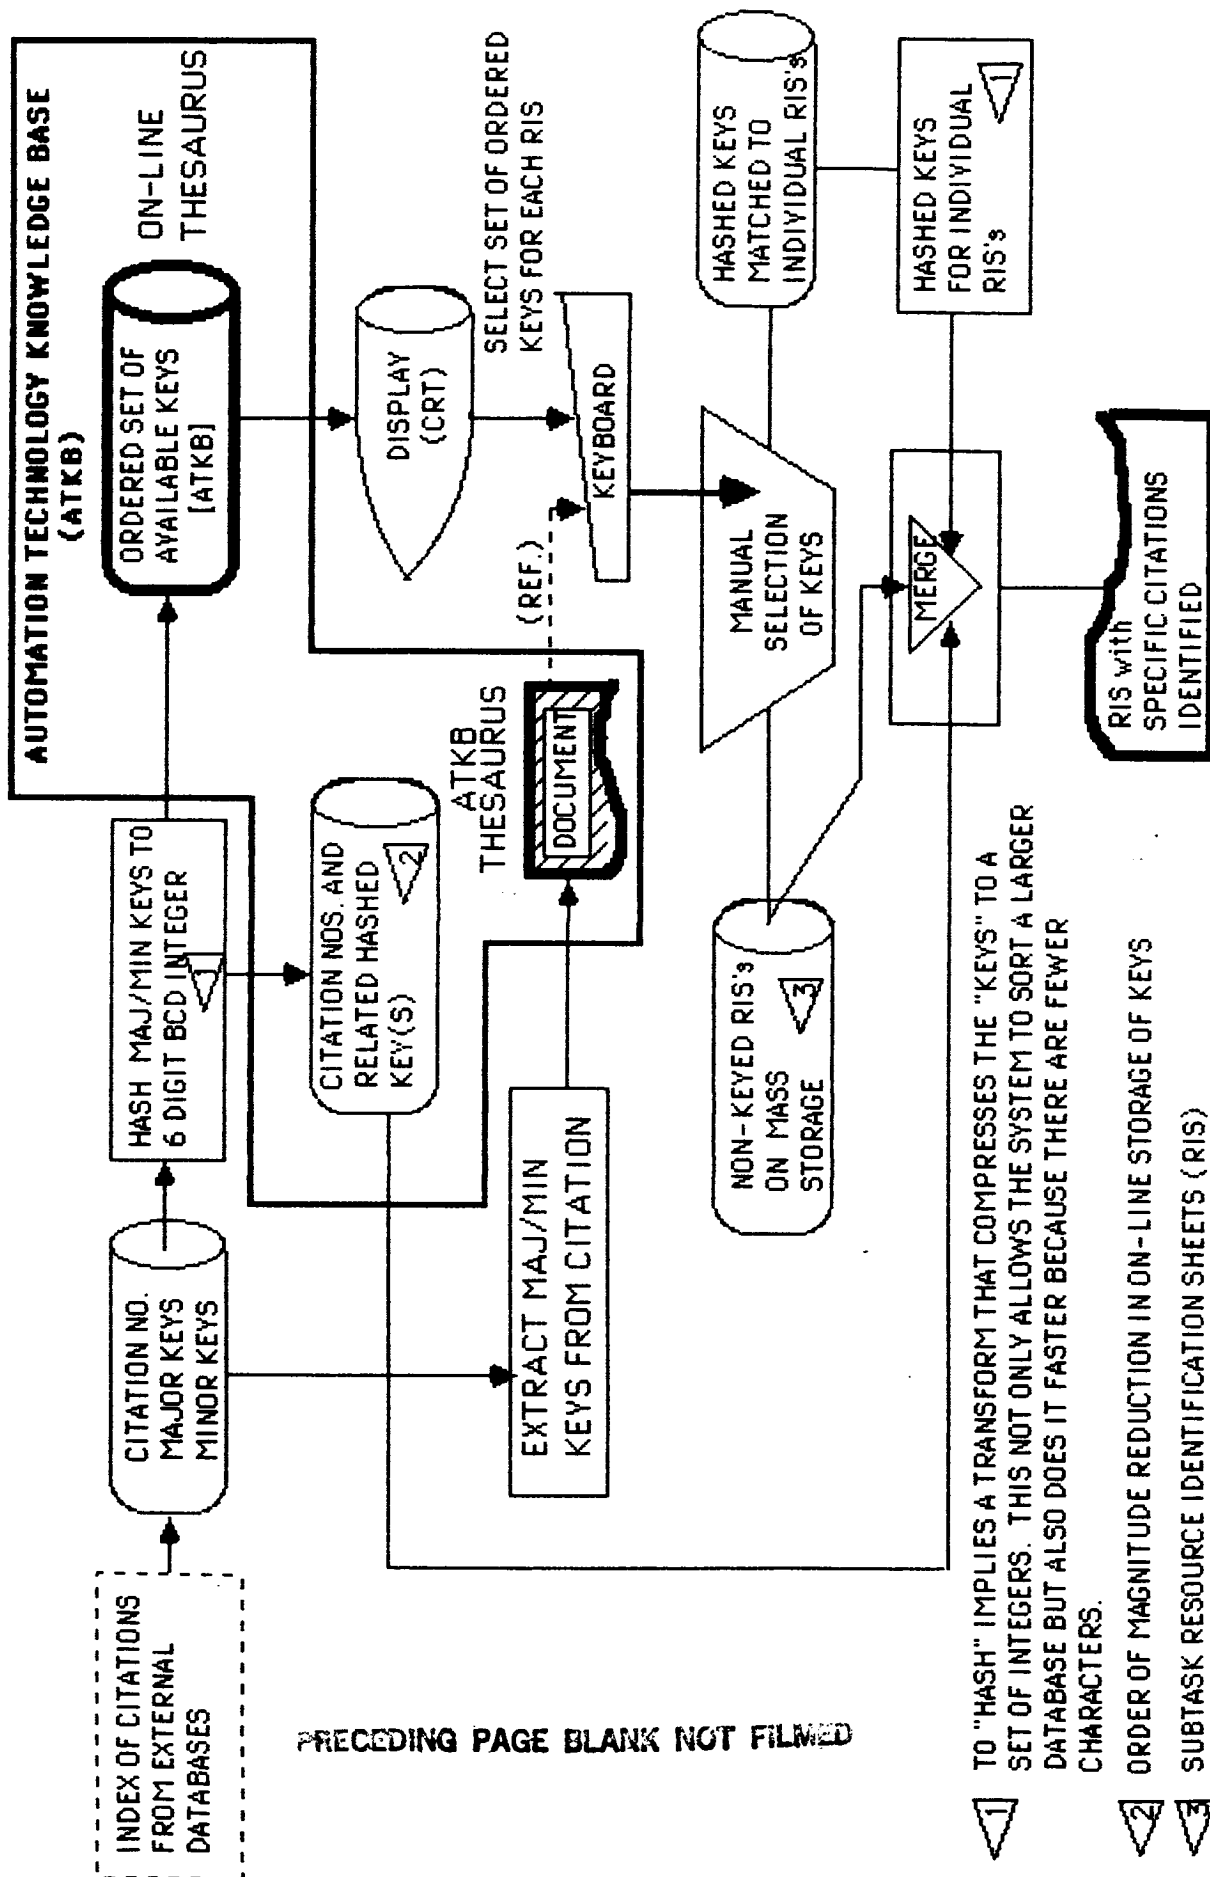 AUTOMATION TECHNOLOGY KNOWLEDGE BASE
(ATKB)
INDEX OF CITATIONS
FROM EXTERNAL
DATABASES
CITATION NO.
MAJOR KEYS
MINOR KEYS
HASH MAJ/MIN KEYS TO
6 DIGIT BCD INTEGER
1
ORDERED SET OF
AVAILABLE KEYS
[ATKB]
ON-LINE
THESAURUS
CITATION NOS. AND
RELATED HASHED
KEY(S)
2
DISPLAY
(CRT)
SELECT SET OF ORDERED
KEYS FOR EACH RIS
EXTRACT MAJ/MIN
KEYS FROM CITATION
ATKB
THESAURUS
DOCUMENT
(REF.)
KEYBOARD
NON-KEYED RIS's
ON MASS
STORAGE
3
MANUAL
SELECTION
OF KEYS
HASHED KEYS
MATCHED TO
INDIVIDUAL RIS's
MERGE
HASHED KEYS
FOR INDIVIDUAL
RIS's
1
RIS with
SPECIFIC CITATIONS
IDENTIFIED
PRECEDING PAGE BLANK NOT FILMED
1 TO "HASH" IMPLIES A TRANSFORM THAT COMPRESSES THE "KEYS" TO A
SET OF INTEGERS. THIS NOT ONLY ALLOWS THE SYSTEM TO SORT A LARGER
DATABASE BUT ALSO DOES IT FASTER BECAUSE THERE ARE FEWER
CHARACTERS.
2 ORDER OF MAGNITUDE REDUCTION IN ON-LINE STORAGE OF KEYS
3 SUBTASK RESOURCE IDENTIFICATION SHEETS (RIS)